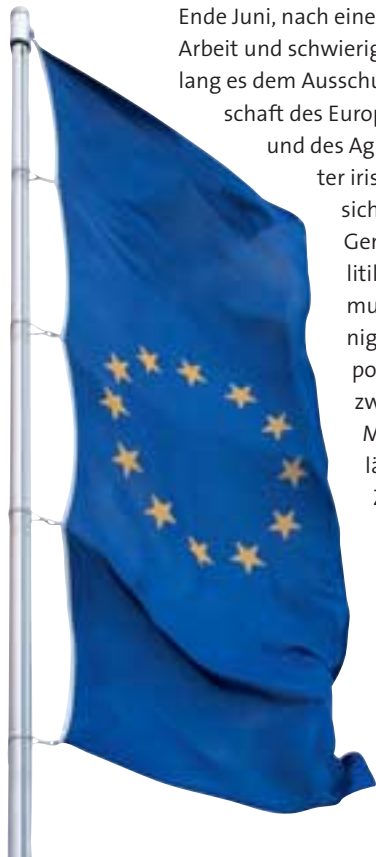 Ende Juni, nach eine
Arbeit und schwierig
lang es dem Ausschu
schaft des Europ
und des Ag
ter iris
sich
Ger
litik
mu
nig
po
zw
M
lä